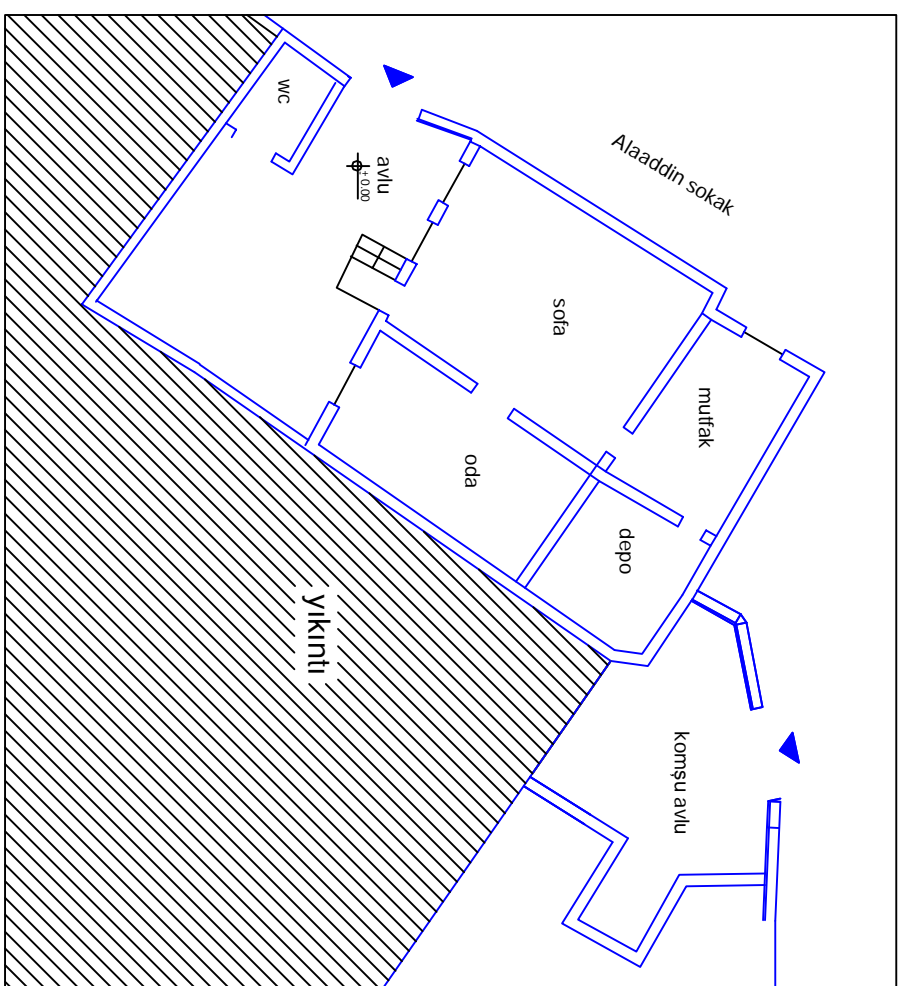 Alaaddin sokak
wc
avlu
+ 0.00
sofa
mutfak
oda
depo
yıkıntı
komşu avlu